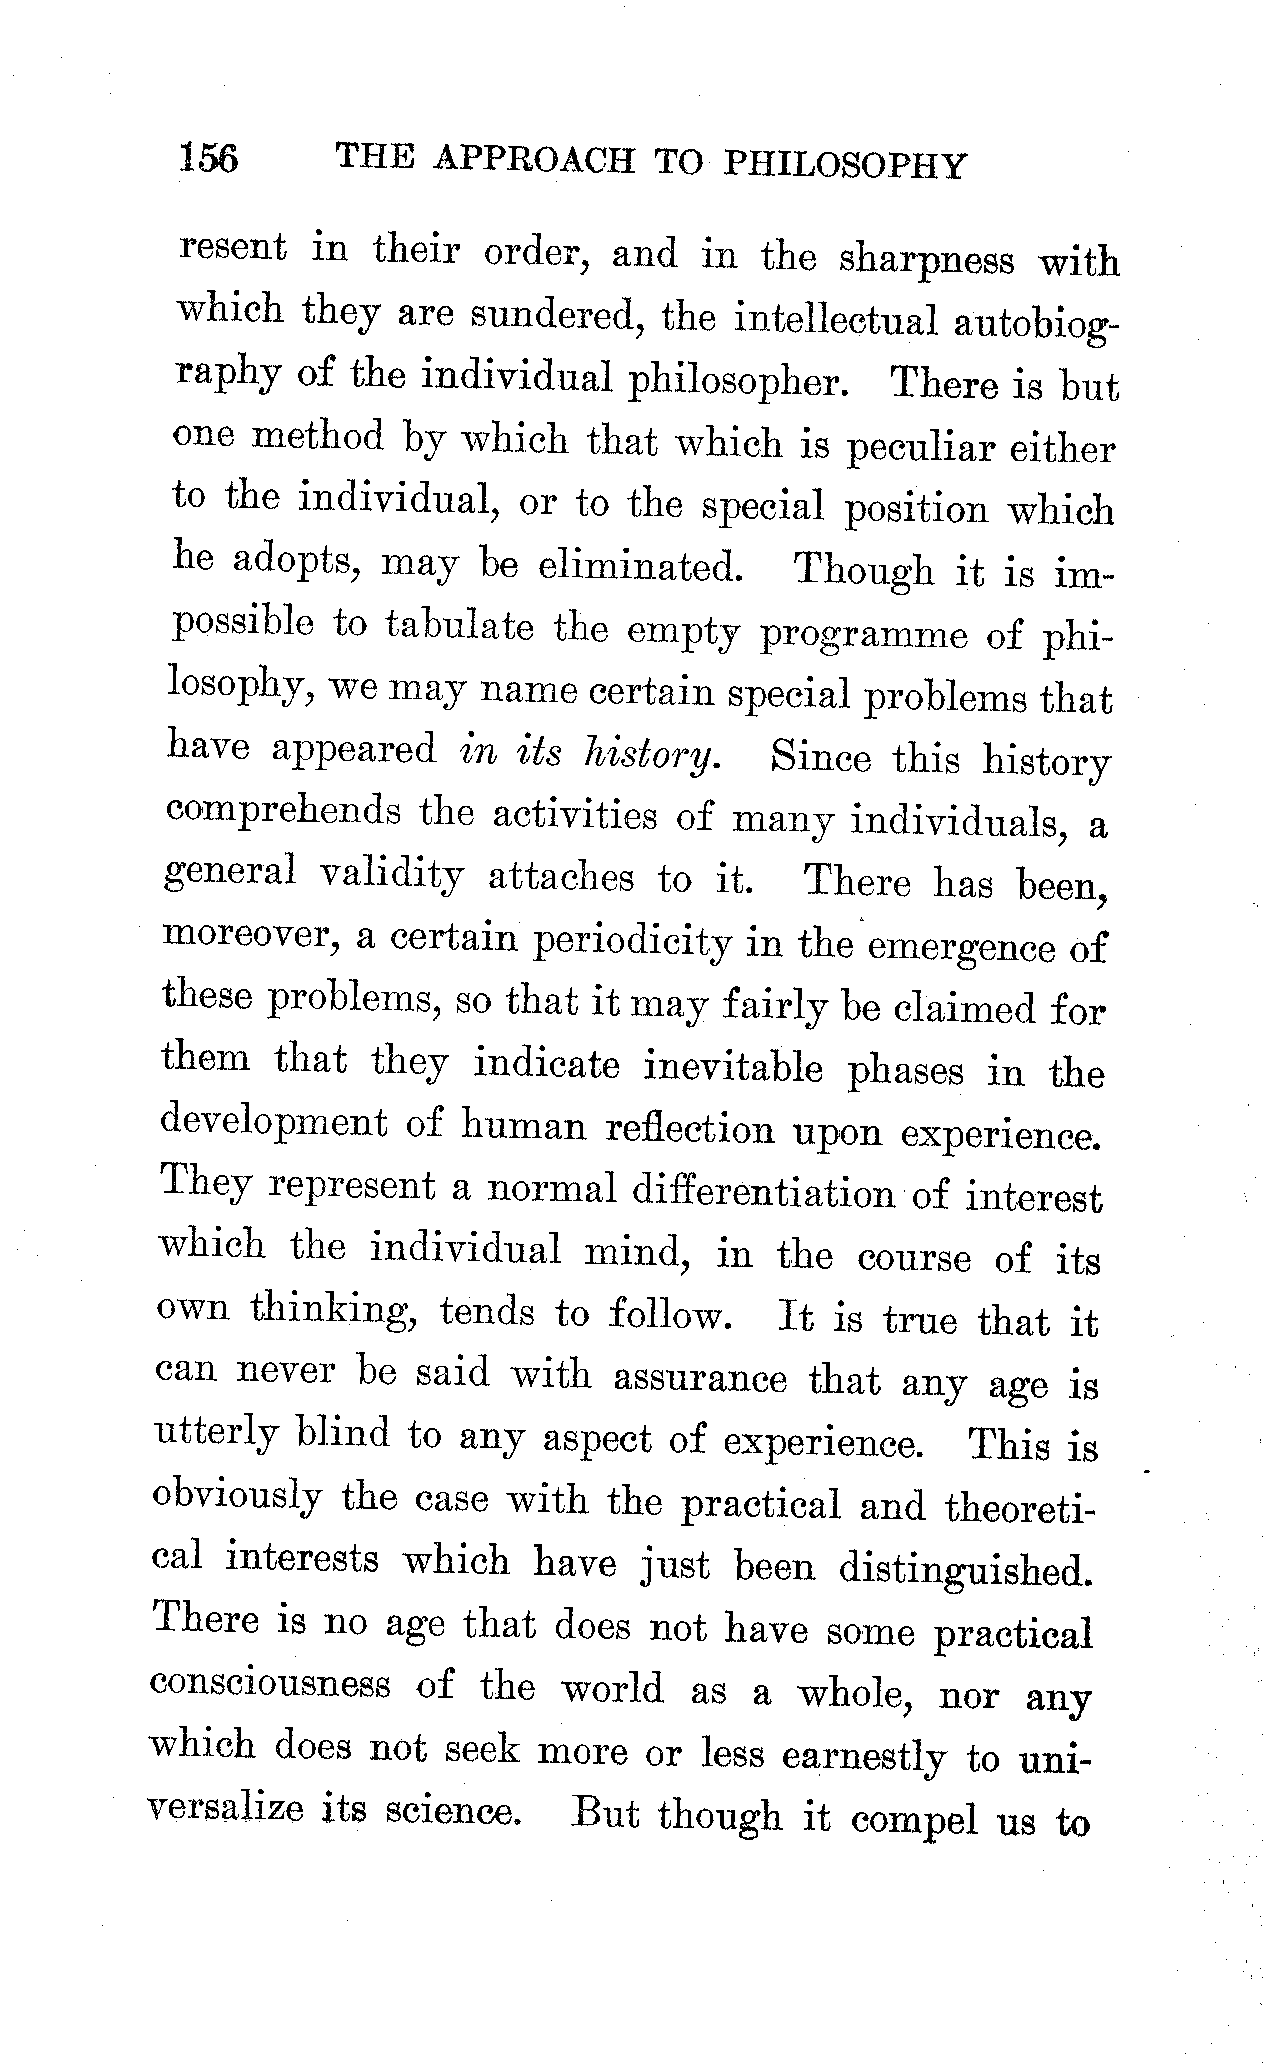 156 THE APPROACH TO PHILOSOPHY
resent in their order, and in the sharpness with
which they are sundered, the intellectual autobiog-
raphy of the individual philosopher. There is but
one method by which that which is peculiar either
to the individual, or to the special position which
he adopts, may be eliminated. Though it is im-
possible to tabulate the empty programme of phi-
losophy, we may name certain special problems that
have appeared in its history. Since this history
comprehends the activities of many individuals, a
general validity attaches to it. There has been,
moreover, a certain periodicity in the emergence of
these problems, so that it may fairly be claimed for
them that they indicate inevitable phases in the
development of human reflection upon experience.
They represent a normal differentiation of interest
which the individual mind, in the course of its
own thinking, tends to follow. It is true that it
can never be said with assurance that any age is
utterly blind to any aspect of experience. This is
obviously the case with the practical and theoreti-
cal interests which have just been distinguished.
There is no age that does not have some practical
consciousness of the world as a whole, nor any
which does not seek more or less earnestly to uni-
versalize its science. But though it compel us to